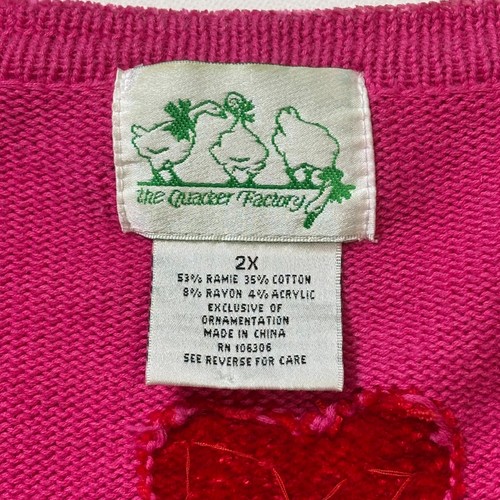 the Quacker Factory
2X
53% RAMIE 35% COTTON
8% RAYON 4% ACRYLIC
EXCLUSIVE OF
ORNAMENTATION
MADE IN CHINA
RN 106306
SEE REVERSE FOR CARE